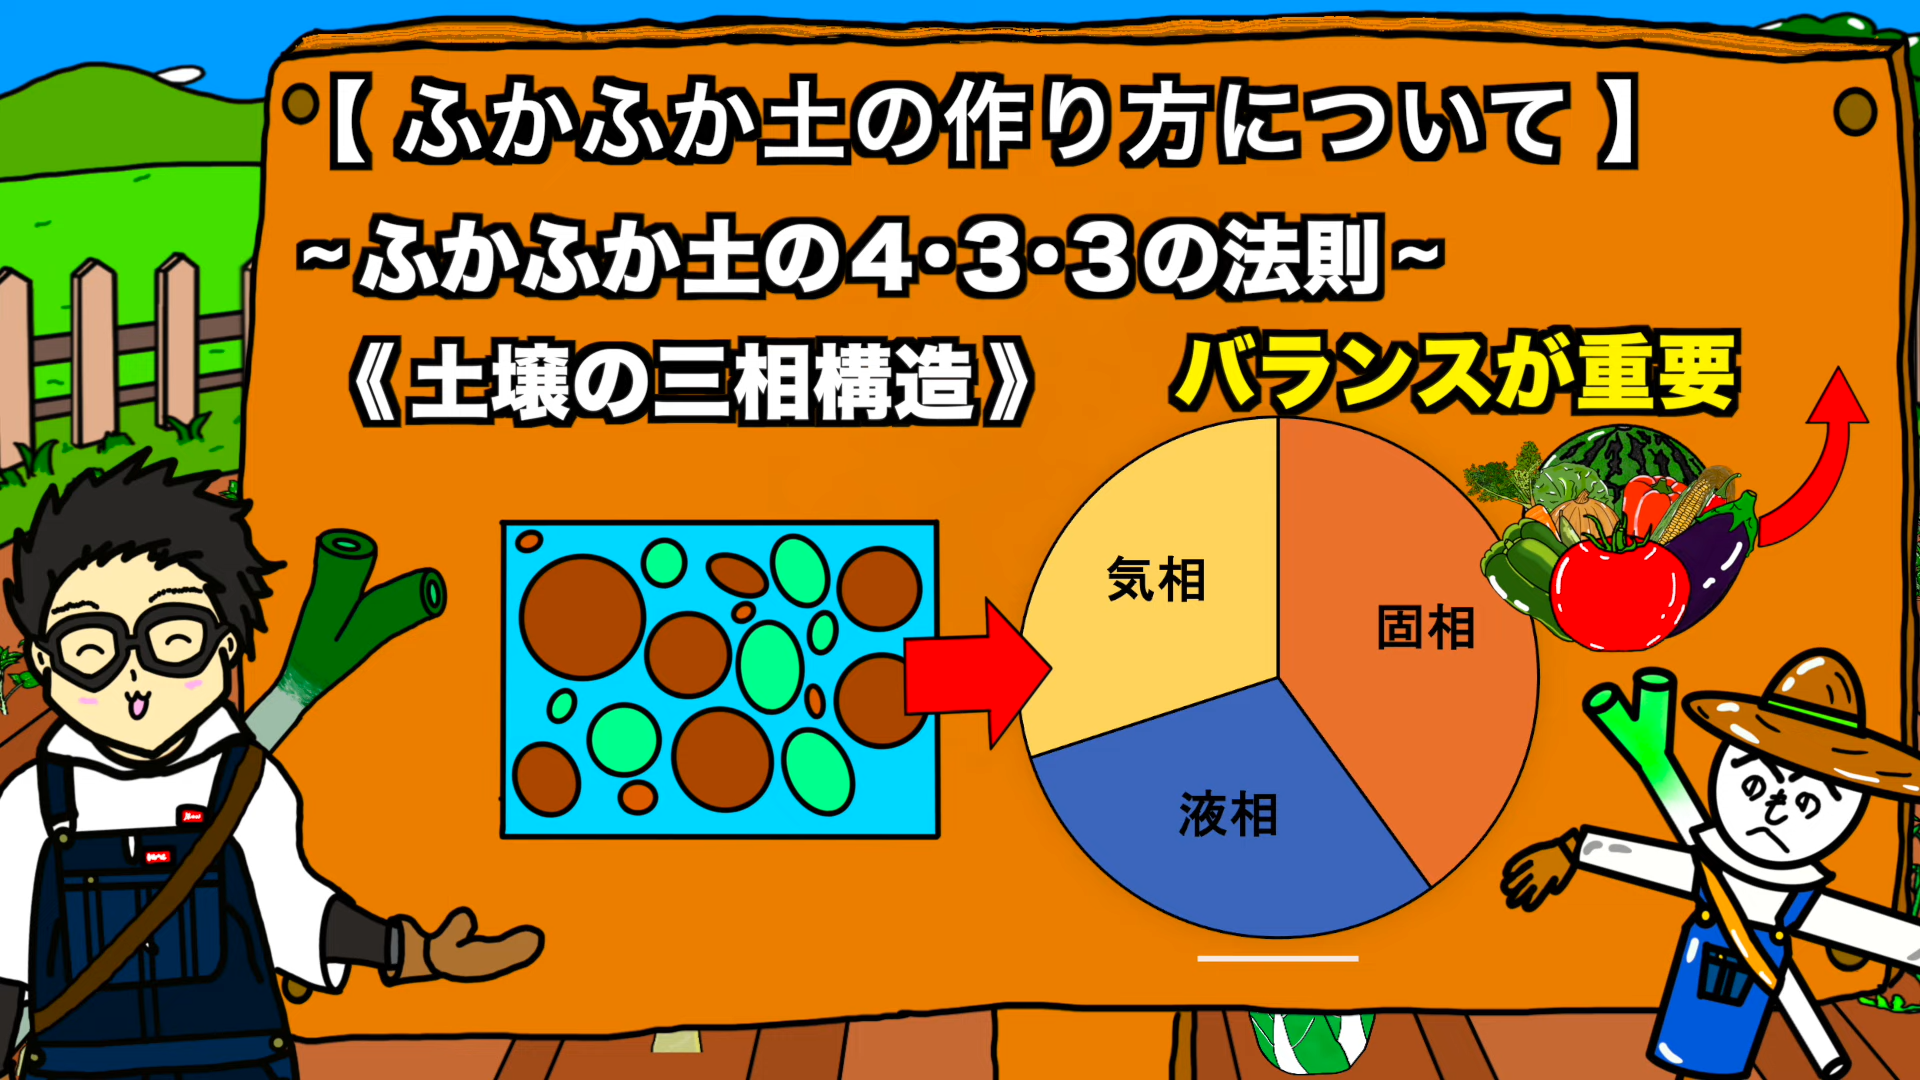 【 ふかふか土の作り方について 】
~ふかふか土の4・3・3の法則~
《土壌の三相構造》
バランスが重要
気相
固相
液相
のの
も
へ